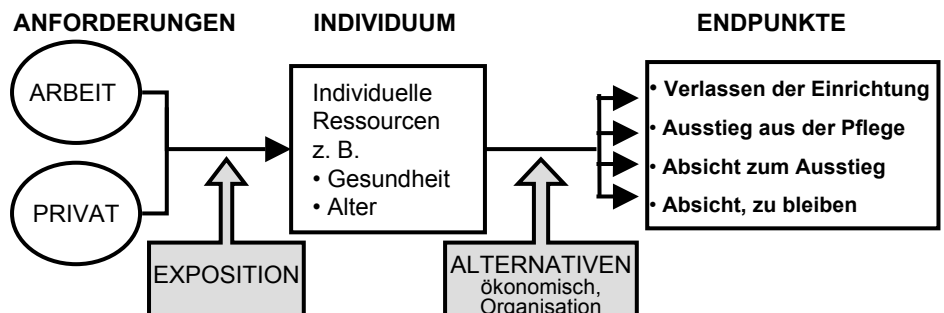 ANFORDERUNGEN
INDIVIDUUM
ENDPUNKTE
ARBEIT
PRIVAT
EXPOSITION
Individuelle
Ressourcen
z. B.
• Gesundheit
• Alter
ALTERNATIVEN
ökonomisch,
Organisation
• Verlassen der Einrichtung
• Ausstieg aus der Pflege
• Absicht zum Ausstieg
• Absicht, zu bleiben